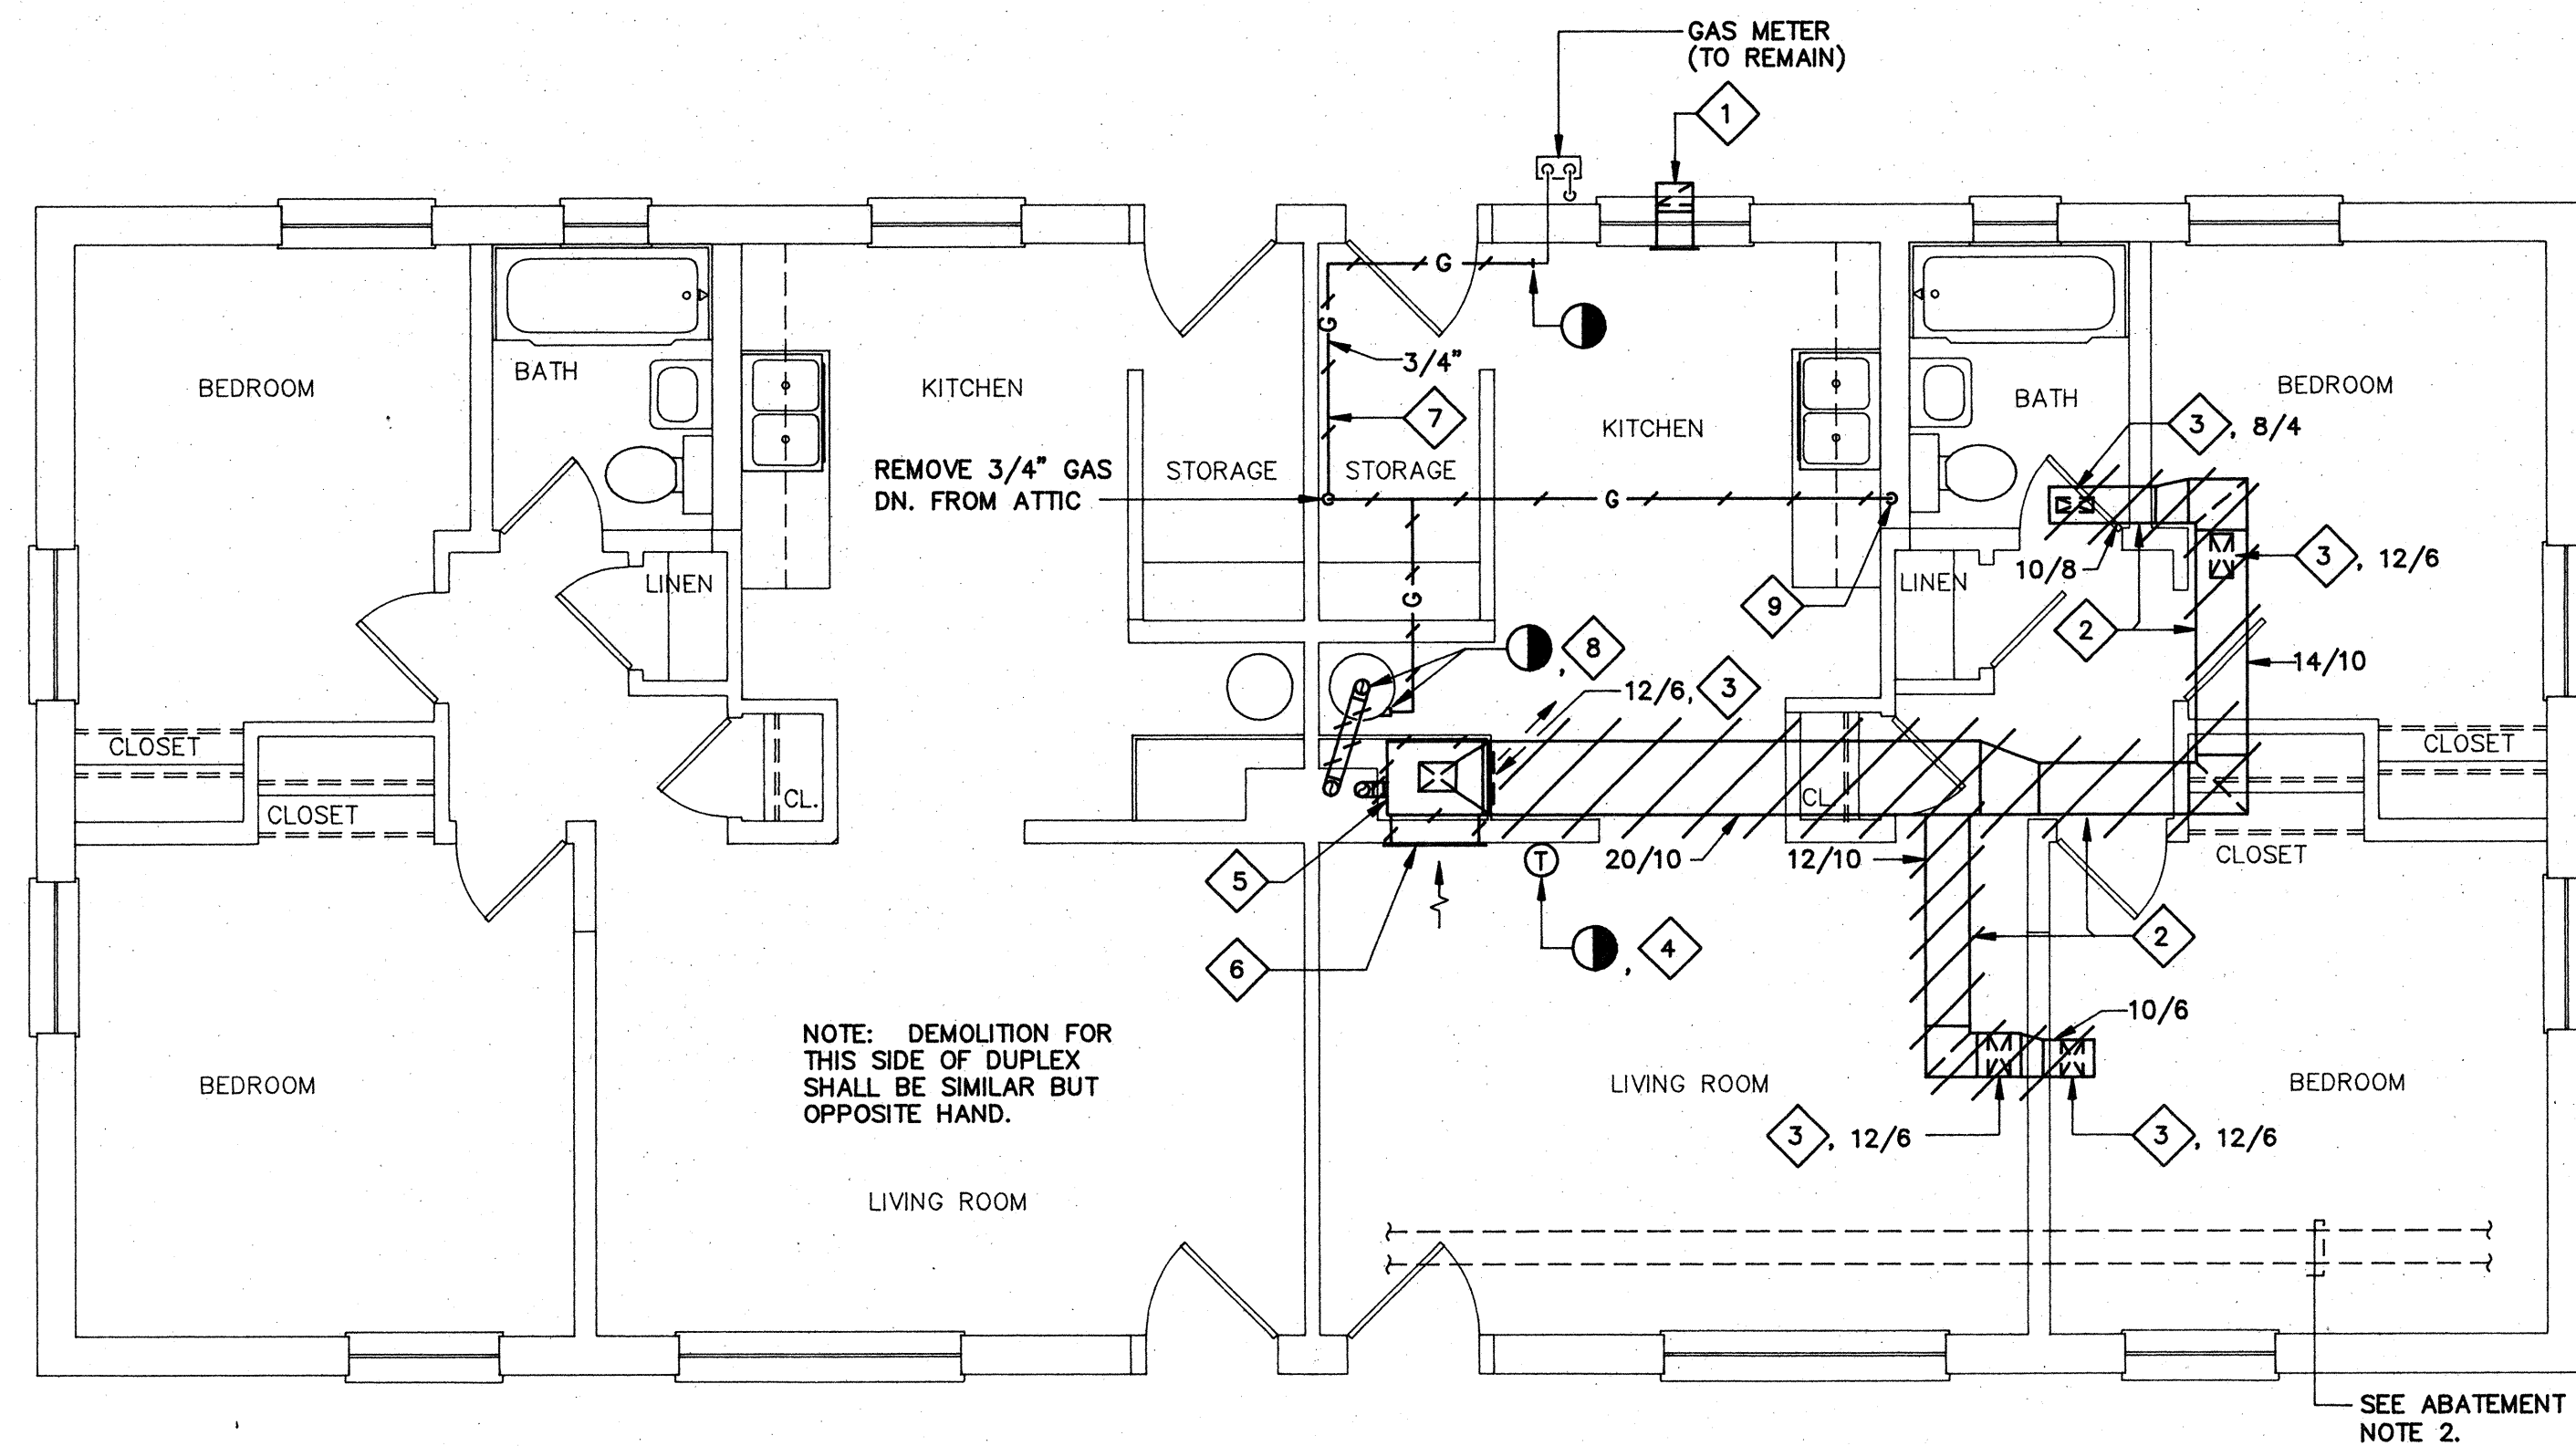 GAS METER
(TO REMAIN)
1
G
BEDROOM
BATH
KITCHEN
G
3/4"
7
KITCHEN
BATH
BEDROOM
3, 8/4
REMOVE 3/4" GAS
DN. FROM ATTIC
STORAGE
STORAGE
G
LINEN
G
9
LINEN
10/8
3, 12/6
2
8
14/10
12/6, 3
CLOSET
CLOSET
CL.
CL.
CLOSET
CLOSET
5
T
20/10
12/10
6
, 4
2
NOTE: DEMOLITION FOR
THIS SIDE OF DUPLEX
SHALL BE SIMILAR BUT
OPPOSITE HAND.
10/6
BEDROOM
LIVING ROOM
BEDROOM
3, 12/6
3, 12/6
LIVING ROOM
SEE ABATEMENT
NOTE 2.